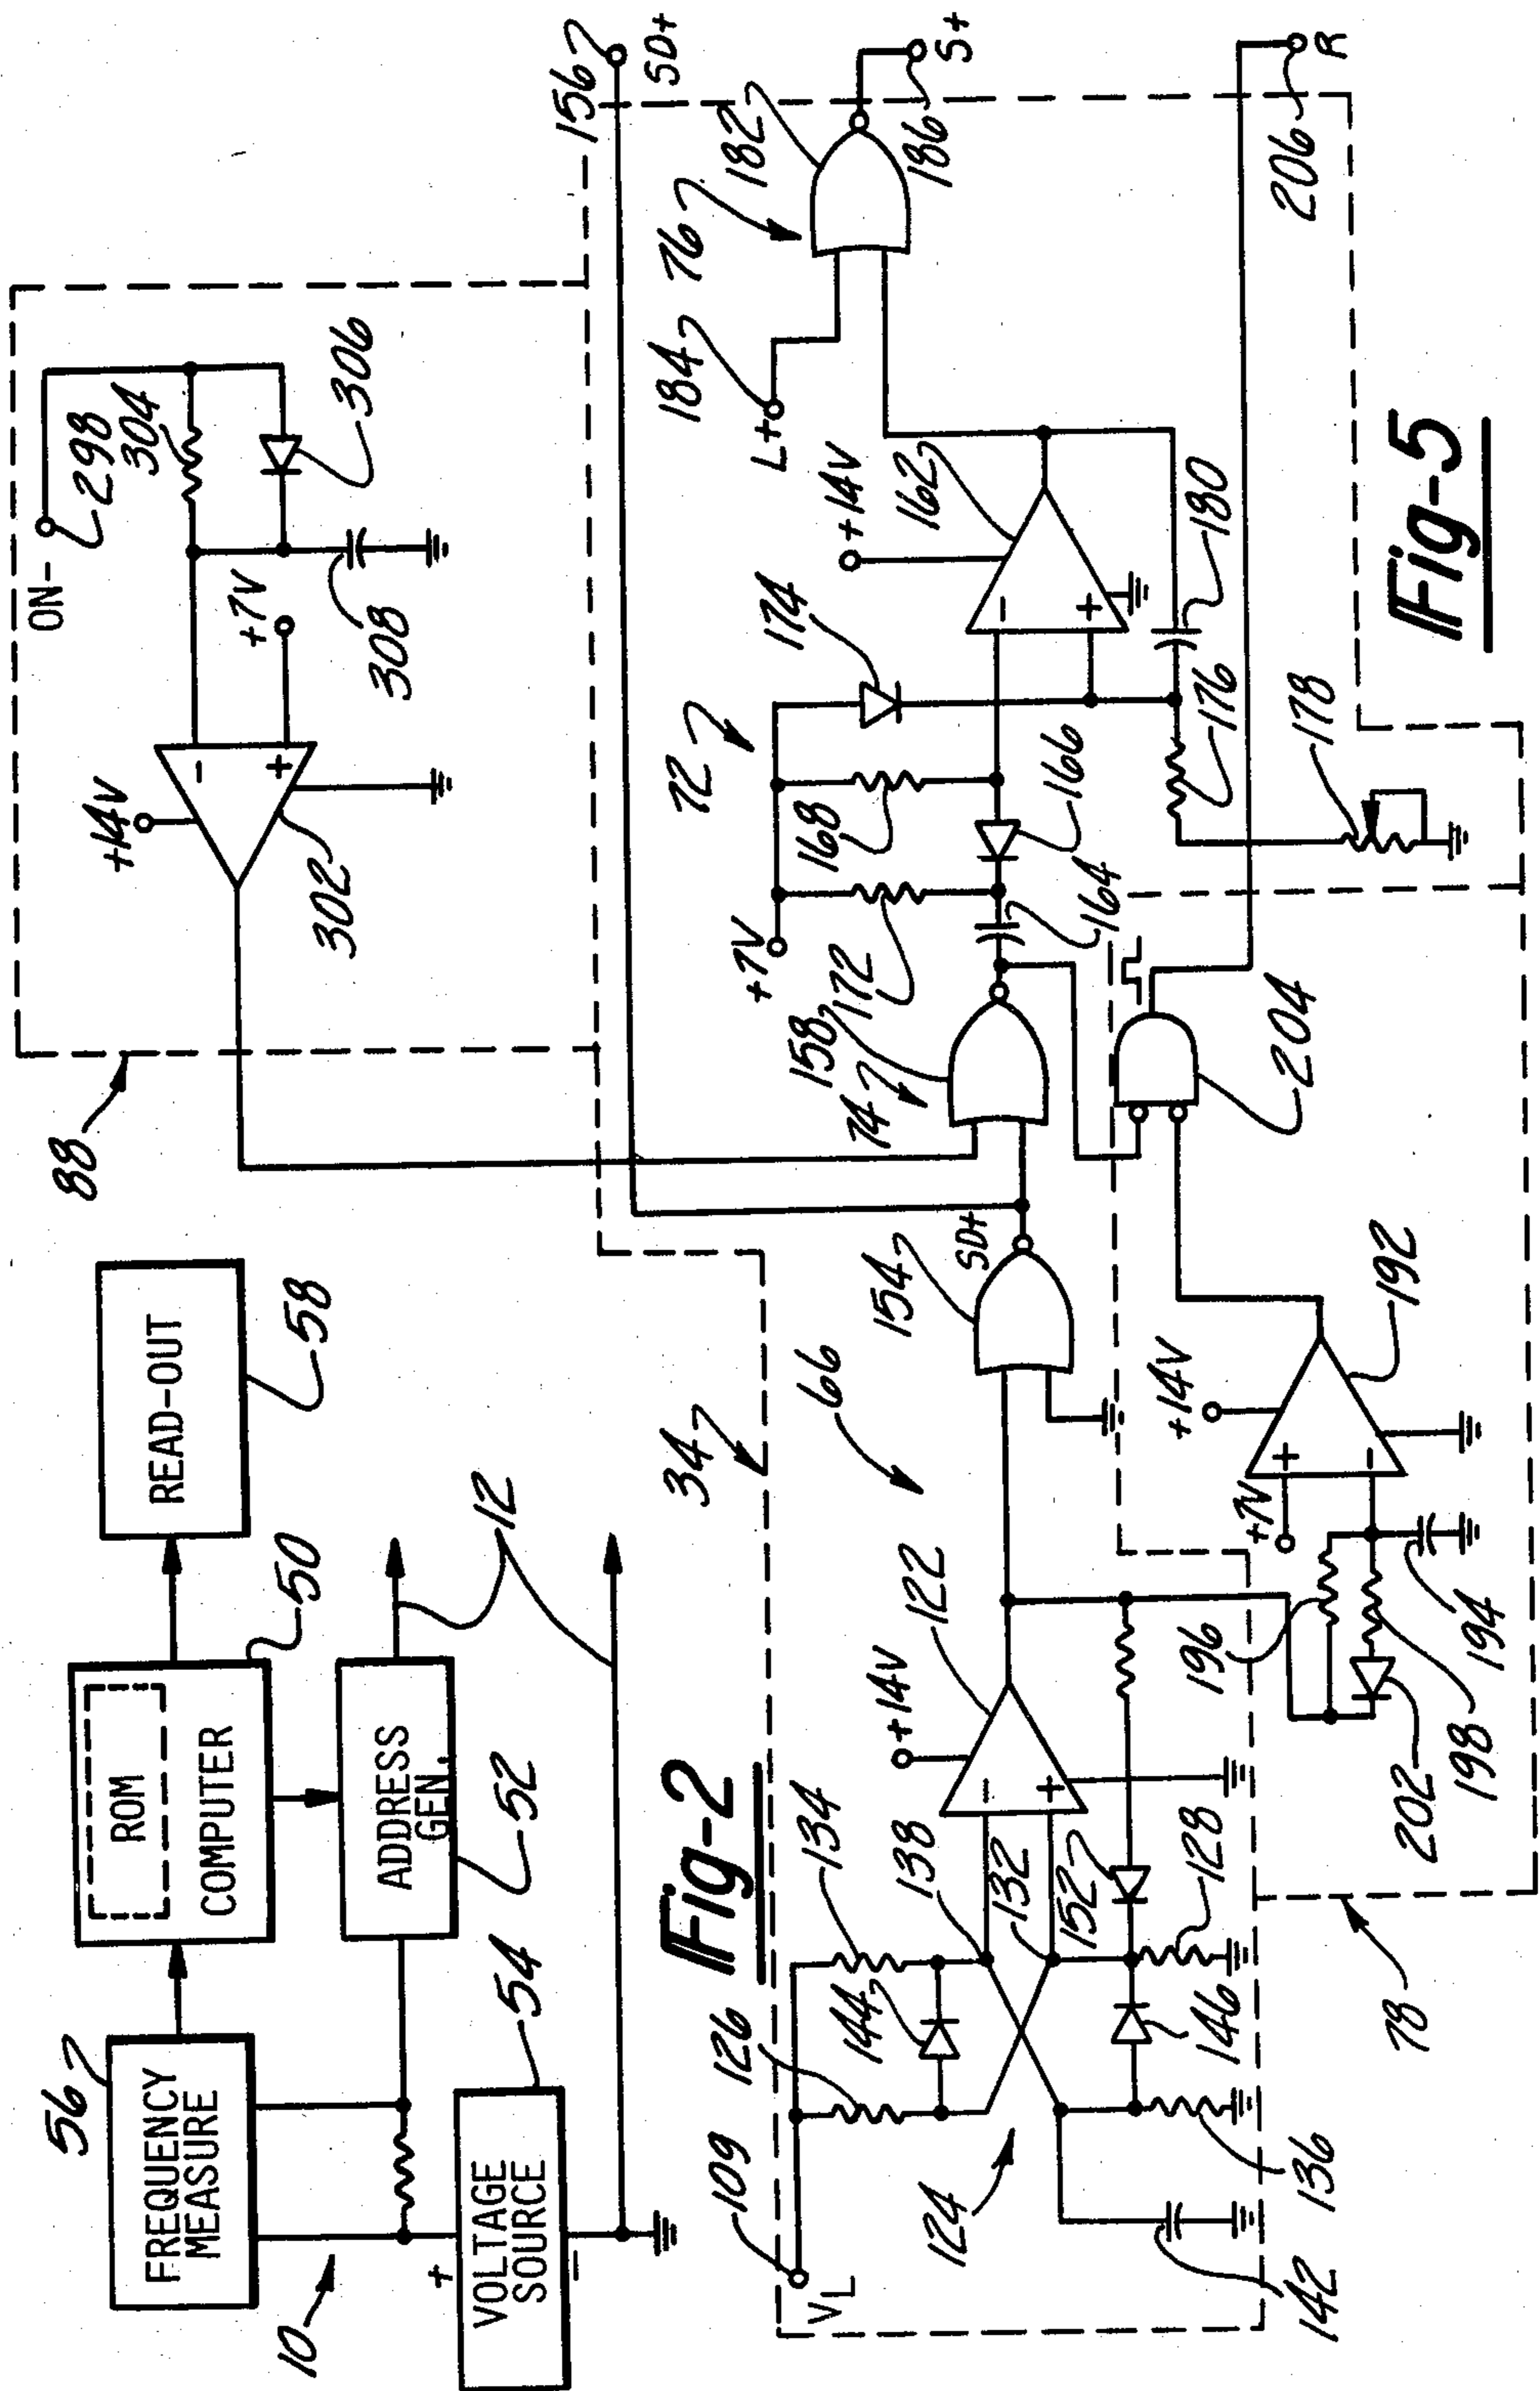 56
FREQUENCY
MEASURE
ROM
COMPUTER
50
READ-OUT
58
10
+
VOLTAGE
SOURCE
-
54
ADDRESS
GEN.
52
12
Fig-2
88
ON-
298
304
306
308
+7V
+14V
302
-
+
34
156
SD+
109
VL
126
134
144
138
132
124
142
136
146
128
152
+14V
122
-
+
66
154
SD+
74
158
172
+7V
168
164
166
72
174
+14V
162
-
+
176
178
180
184
L+
76
182
186
S+
78
202
198
196
194
+7V
+14V
+
-
192
204
206
R
Fig-5